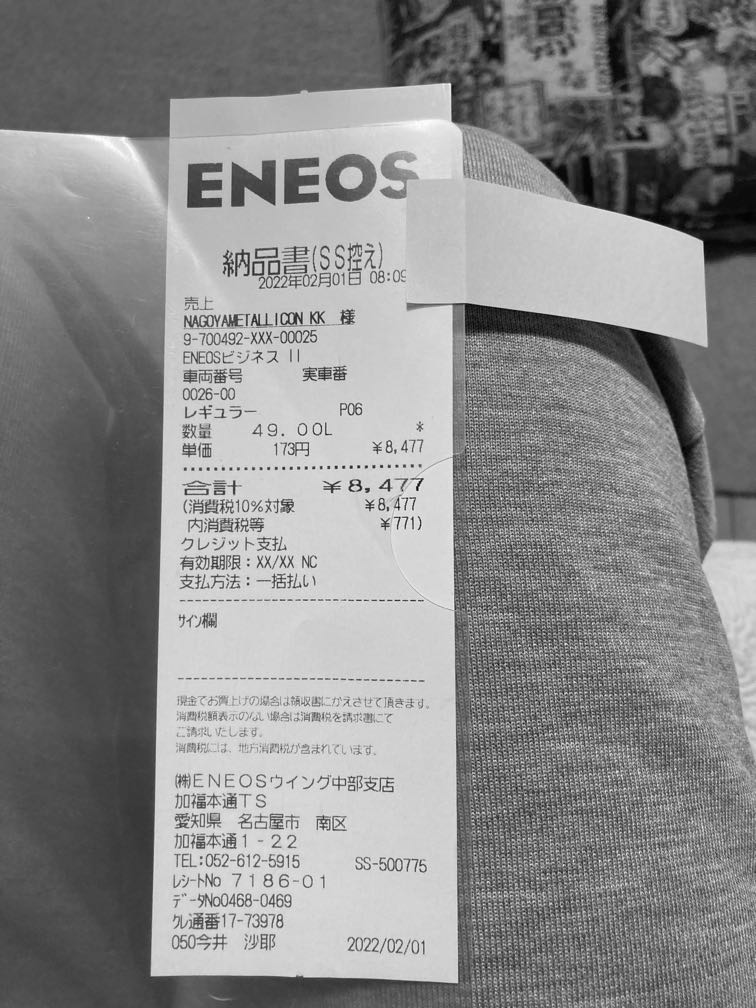 ENEOS
納品書(SS控え)
2022年02月01日 08:09
売上
NAGOYAMETALLICON KK 様
9-700492-XXX-00025
ENEOSビジネス II
車両番号 実車番
0026-00
レギュラー P06
数量 49.00L *
単価 173円 ¥8,477
合計 ¥8,477
(消費税10%対象 ¥8,477
内消費税等 ¥771)
クレジット支払
有効期限:XX/XX NC
支払方法:一括払い
サイン欄
現金でお買上げの場合は領収書にかえさせて頂きます。
消費税額表示のない場合は消費税を請求書にて
ご請求いたします。
消費税には、地方消費税が含まれています。
(株)ENEOSウイング中部支店
加福本通TS
愛知県 名古屋市 南区
加福本通1-22
TEL:052-612-5915 SS-500775
レシートNo 7186-01
データNo0468-0469
クレ通番17-73978
050今井 沙耶 2022/02/01